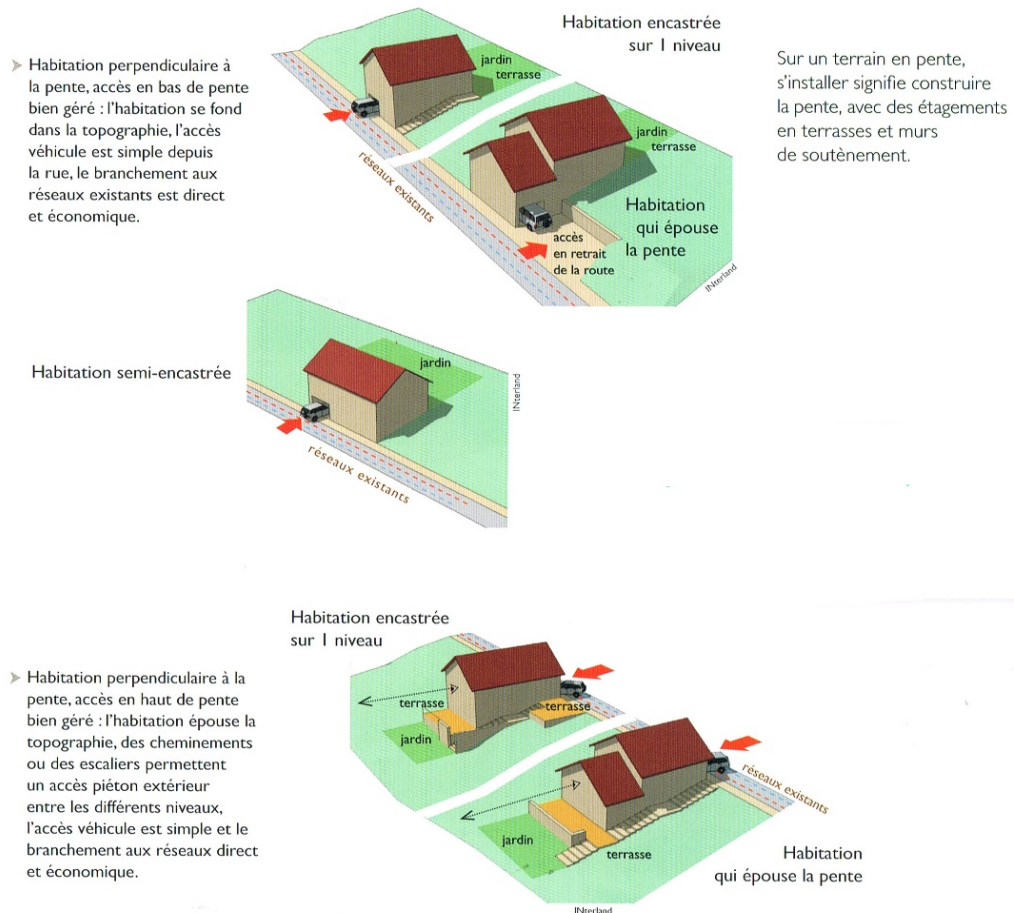 Habitation encastrée
sur 1 niveau
Sur un terrain en pente,
s'installer signifie construire
la pente, avec des étagements
en terrasses et murs
de soutènement.
➤ Habitation perpendiculaire à
la pente, accès en bas de pente
bien géré : l'habitation se fond
dans la topographie, l'accès
véhicule est simple depuis
la rue, le branchement aux
réseaux existants est direct
et économique.
jardin
terrasse
jardin
terrasse
réseaux existants
Habitation
qui épouse
la pente
accès
en retrait
de la route
INterland
Habitation semi-encastrée
jardin
INterland
réseaux existants
Habitation encastrée
sur 1 niveau
➤ Habitation perpendiculaire à la
pente, accès en haut de pente
bien géré : l'habitation épouse la
topographie, des cheminements
ou des escaliers permettent
un accès piéton extérieur
entre les différents niveaux,
l'accès véhicule est simple et le
branchement aux réseaux direct
et économique.
terrasse
terrasse
jardin
réseaux existants
jardin
terrasse
Habitation
qui épouse la pente
INterland